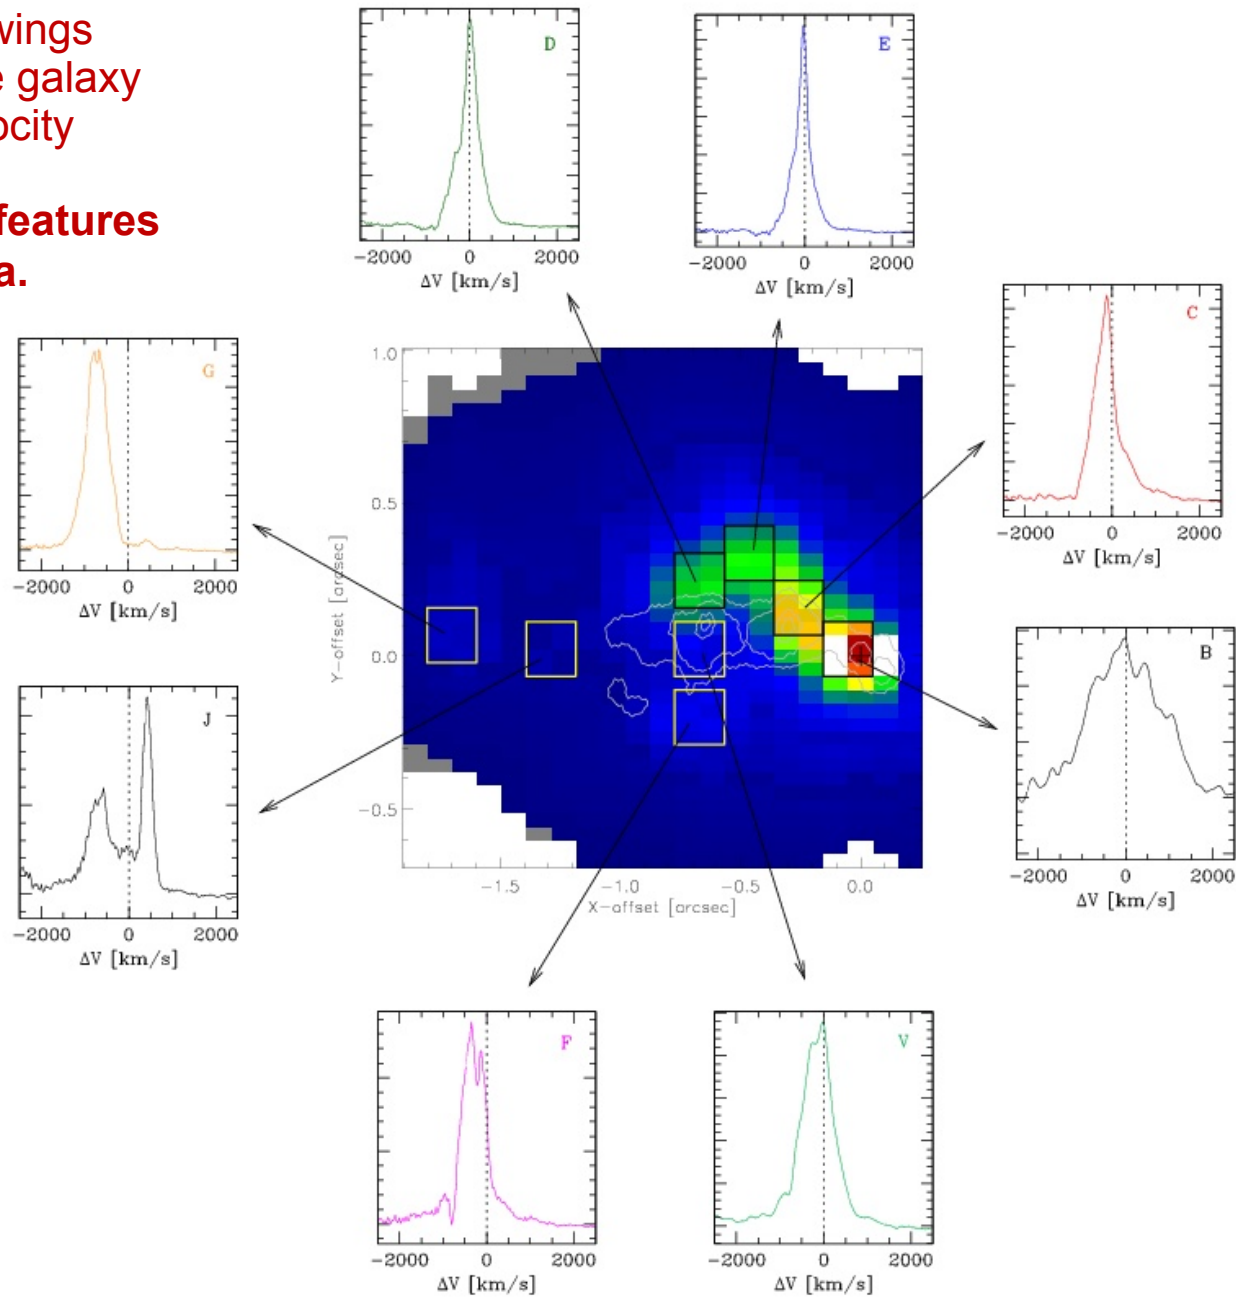 wings
e galaxy
ocity
features
a.
D
-2000 0 2000
ΔV [km/s]
E
-2000 0 2000
ΔV [km/s]
C
-2000 0 2000
ΔV [km/s]
G
-2000 0 2000
ΔV [km/s]
1.0
0.5
0.0
-0.5
Y-offset [arcsec]
-1.5 -1.0 -0.5 0.0
X-offset [arcsec]
B
-2000 0 2000
ΔV [km/s]
J
-2000 0 2000
ΔV [km/s]
F
-2000 0 2000
ΔV [km/s]
V
-2000 0 2000
ΔV [km/s]